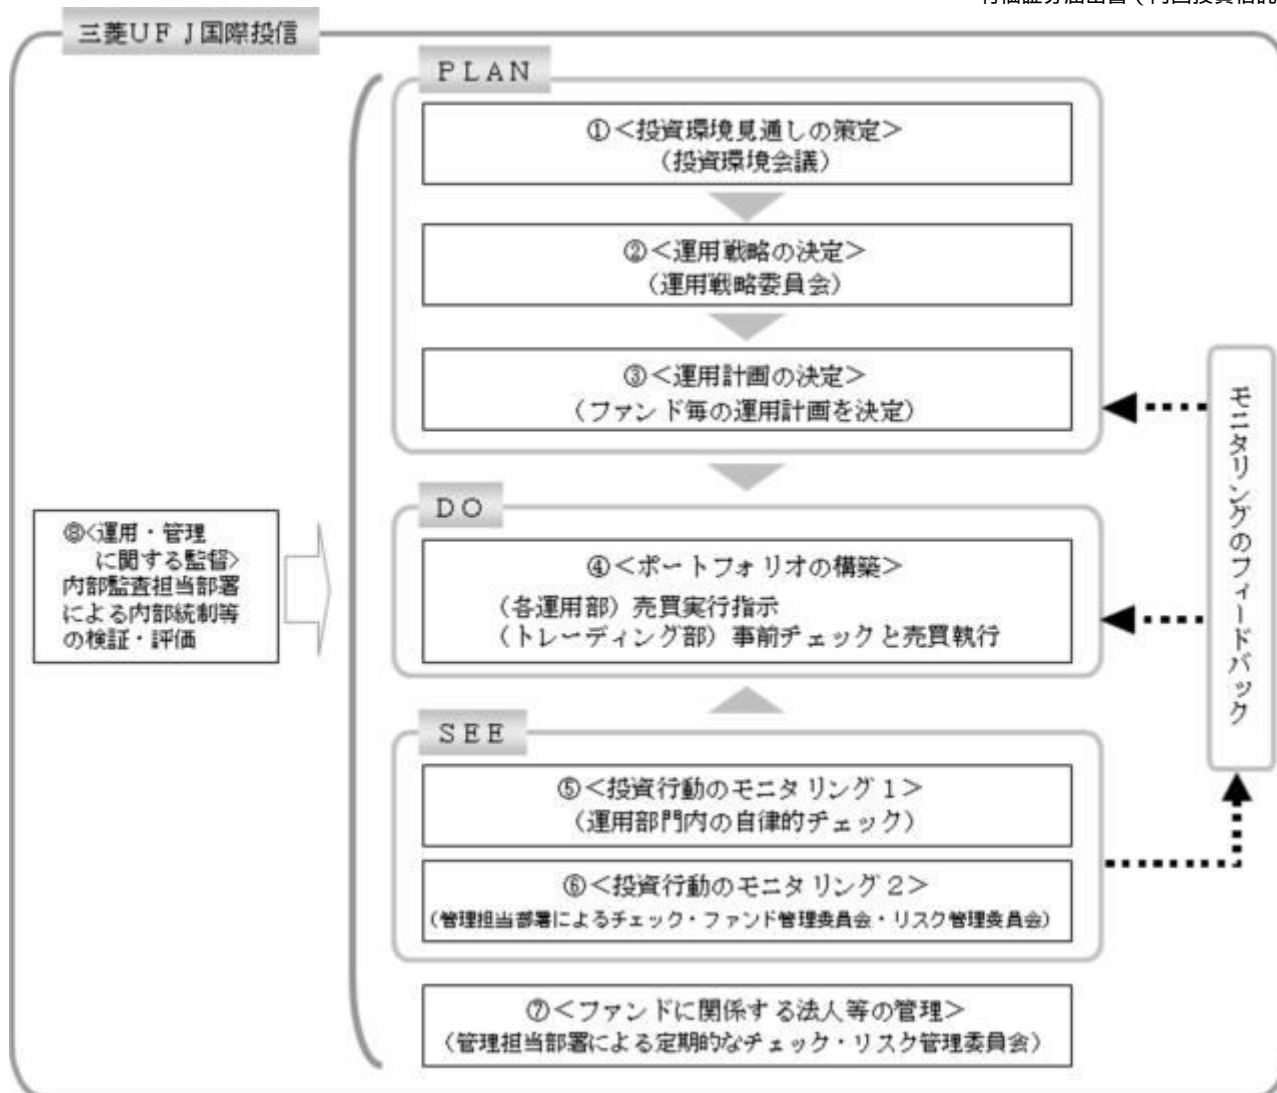 三菱ＵＦＪ国際投信
ＰＬＡＮ
①＜投資環境見通しの策定＞
（投資環境会議）
②＜運用戦略の決定＞
（運用戦略委員会）
③＜運用計画の決定＞
（ファンド毎の運用計画を決定）
ＤＯ
④＜ポートフォリオの構築＞
（各運用部）売買実行指示
（トレーディング部）事前チェックと売買執行
ＳＥＥ
⑤＜投資行動のモニタリング１＞
（運用部門内の自律的チェック）
⑥＜投資行動のモニタリング２＞
（管理担当部署によるチェック・ファンド管理委員会・リスク管理委員会）
⑦＜ファンドに関係する法人等の管理＞
（管理担当部署による定期的なチェック・リスク管理委員会）
⑧<運用・管理
に関する監督>
内部監査担当部署
による内部統制等
の検証・評価
モニタリングのフィードバック